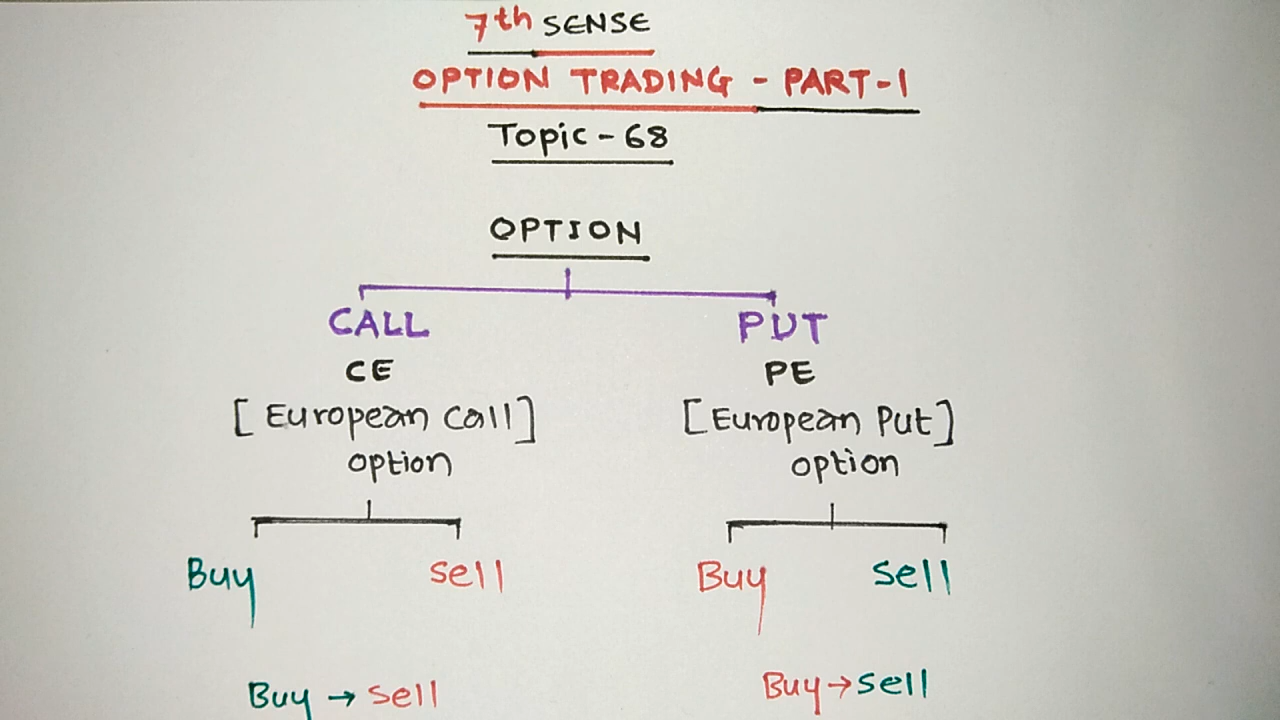 7th SENSE
OPTION TRADING - PART-1
Topic - 68
OPTION
CALL PUT
CE PE
[European Call] [European Put]
option option
Buy Sell Buy Sell
Buy → Sell Buy → Sell